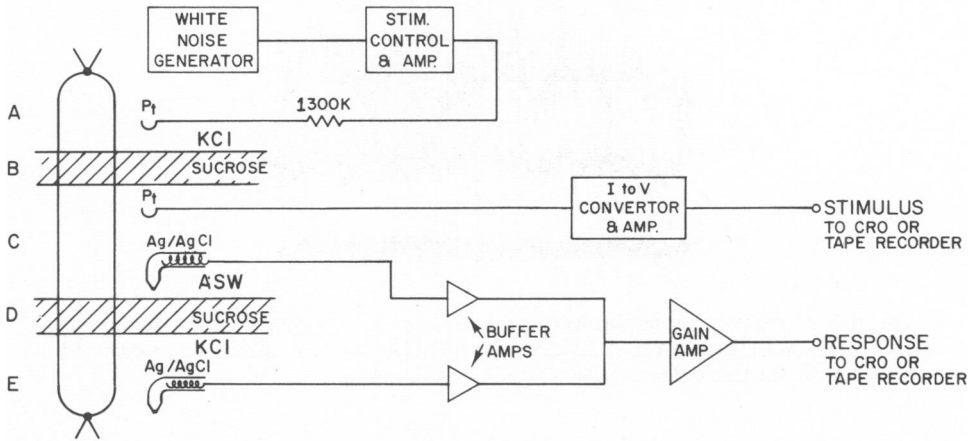 WHITE
NOISE
GENERATOR
STIM.
CONTROL
& AMP.
A
Pt
1300K
KCl
B
SUCROSE
Pt
I to V
CONVERTOR
& AMP.
STIMULUS
TO CRO OR
TAPE RECORDER
C
Ag/AgCl
ASW
D
SUCROSE
BUFFER
AMPS
GAIN
AMP
KCl
RESPONSE
TO CRO OR
TAPE RECORDER
Ag/AgCl
E